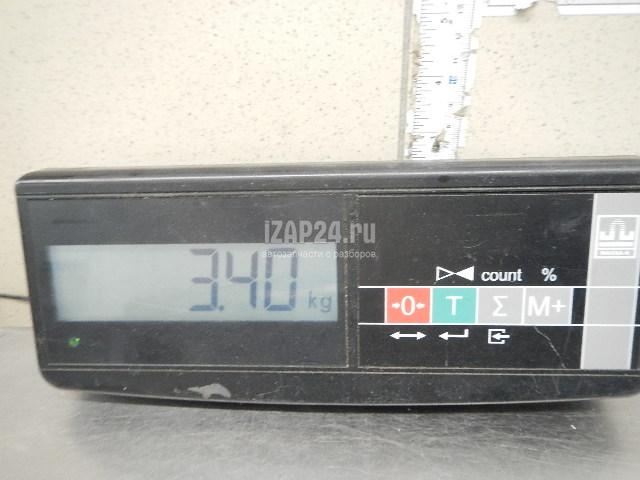 iZAP24.ru
автозапчасти с разборов
3.40 kg
count %
→0← T Σ M+